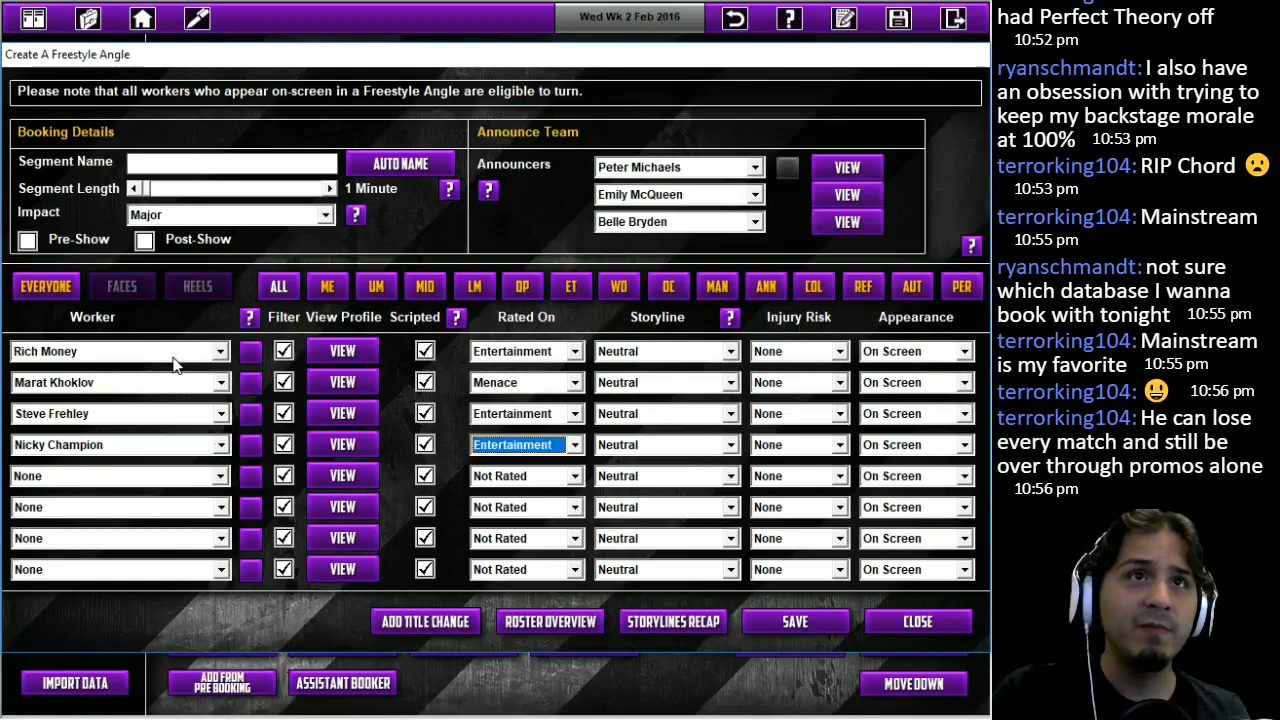 Wed Wk 2 Feb 2016
?
Create A Freestyle Angle
Please note that all workers who appear on-screen in a Freestyle Angle are eligible to turn.
Booking Details
Segment Name
AUTO NAME
Segment Length
1 Minute
?
Impact
Major
?
Pre-Show
Post-Show
Announce Team
Announcers
?
Peter Michaels
VIEW
Emily McQueen
VIEW
Belle Bryden
VIEW
?
EVERYONE
FACES
HEELS
ALL
ME
UM
MID
LM
OP
ET
WD
OC
MAN
ANN
COL
REF
AUT
PER
Worker ? Filter View Profile Scripted ? Rated On Storyline ? Injury Risk Appearance
Rich Money VIEW Entertainment Neutral None On Screen
Marat Khoklov VIEW Menace Neutral None On Screen
Steve Frehley VIEW Entertainment Neutral None On Screen
Nicky Champion VIEW Entertainment Neutral None On Screen
None VIEW Not Rated Neutral None On Screen
None VIEW Not Rated Neutral None On Screen
None VIEW Not Rated Neutral None On Screen
None VIEW Not Rated Neutral None On Screen
ADD TITLE CHANGE
ROSTER OVERVIEW
STORYLINES RECAP
SAVE
CLOSE
IMPORT DATA
ADD FROM
PRE BOOKING
ASSISTANT BOOKER
MOVE DOWN
had Perfect Theory off
10:52 pm
ryanschmandt: I also have
an obsession with trying to
keep my backstage morale
at 100% 10:53 pm
terrorking104: RIP Chord
10:53 pm
terrorking104: Mainstream
10:55 pm
ryanschmandt: not sure
which database I wanna
book with tonight 10:55 pm
terrorking104: Mainstream
is my favorite 10:55 pm
terrorking104: 10:56 pm
terrorking104: He can lose
every match and still be
over through promos alone
10:56 pm